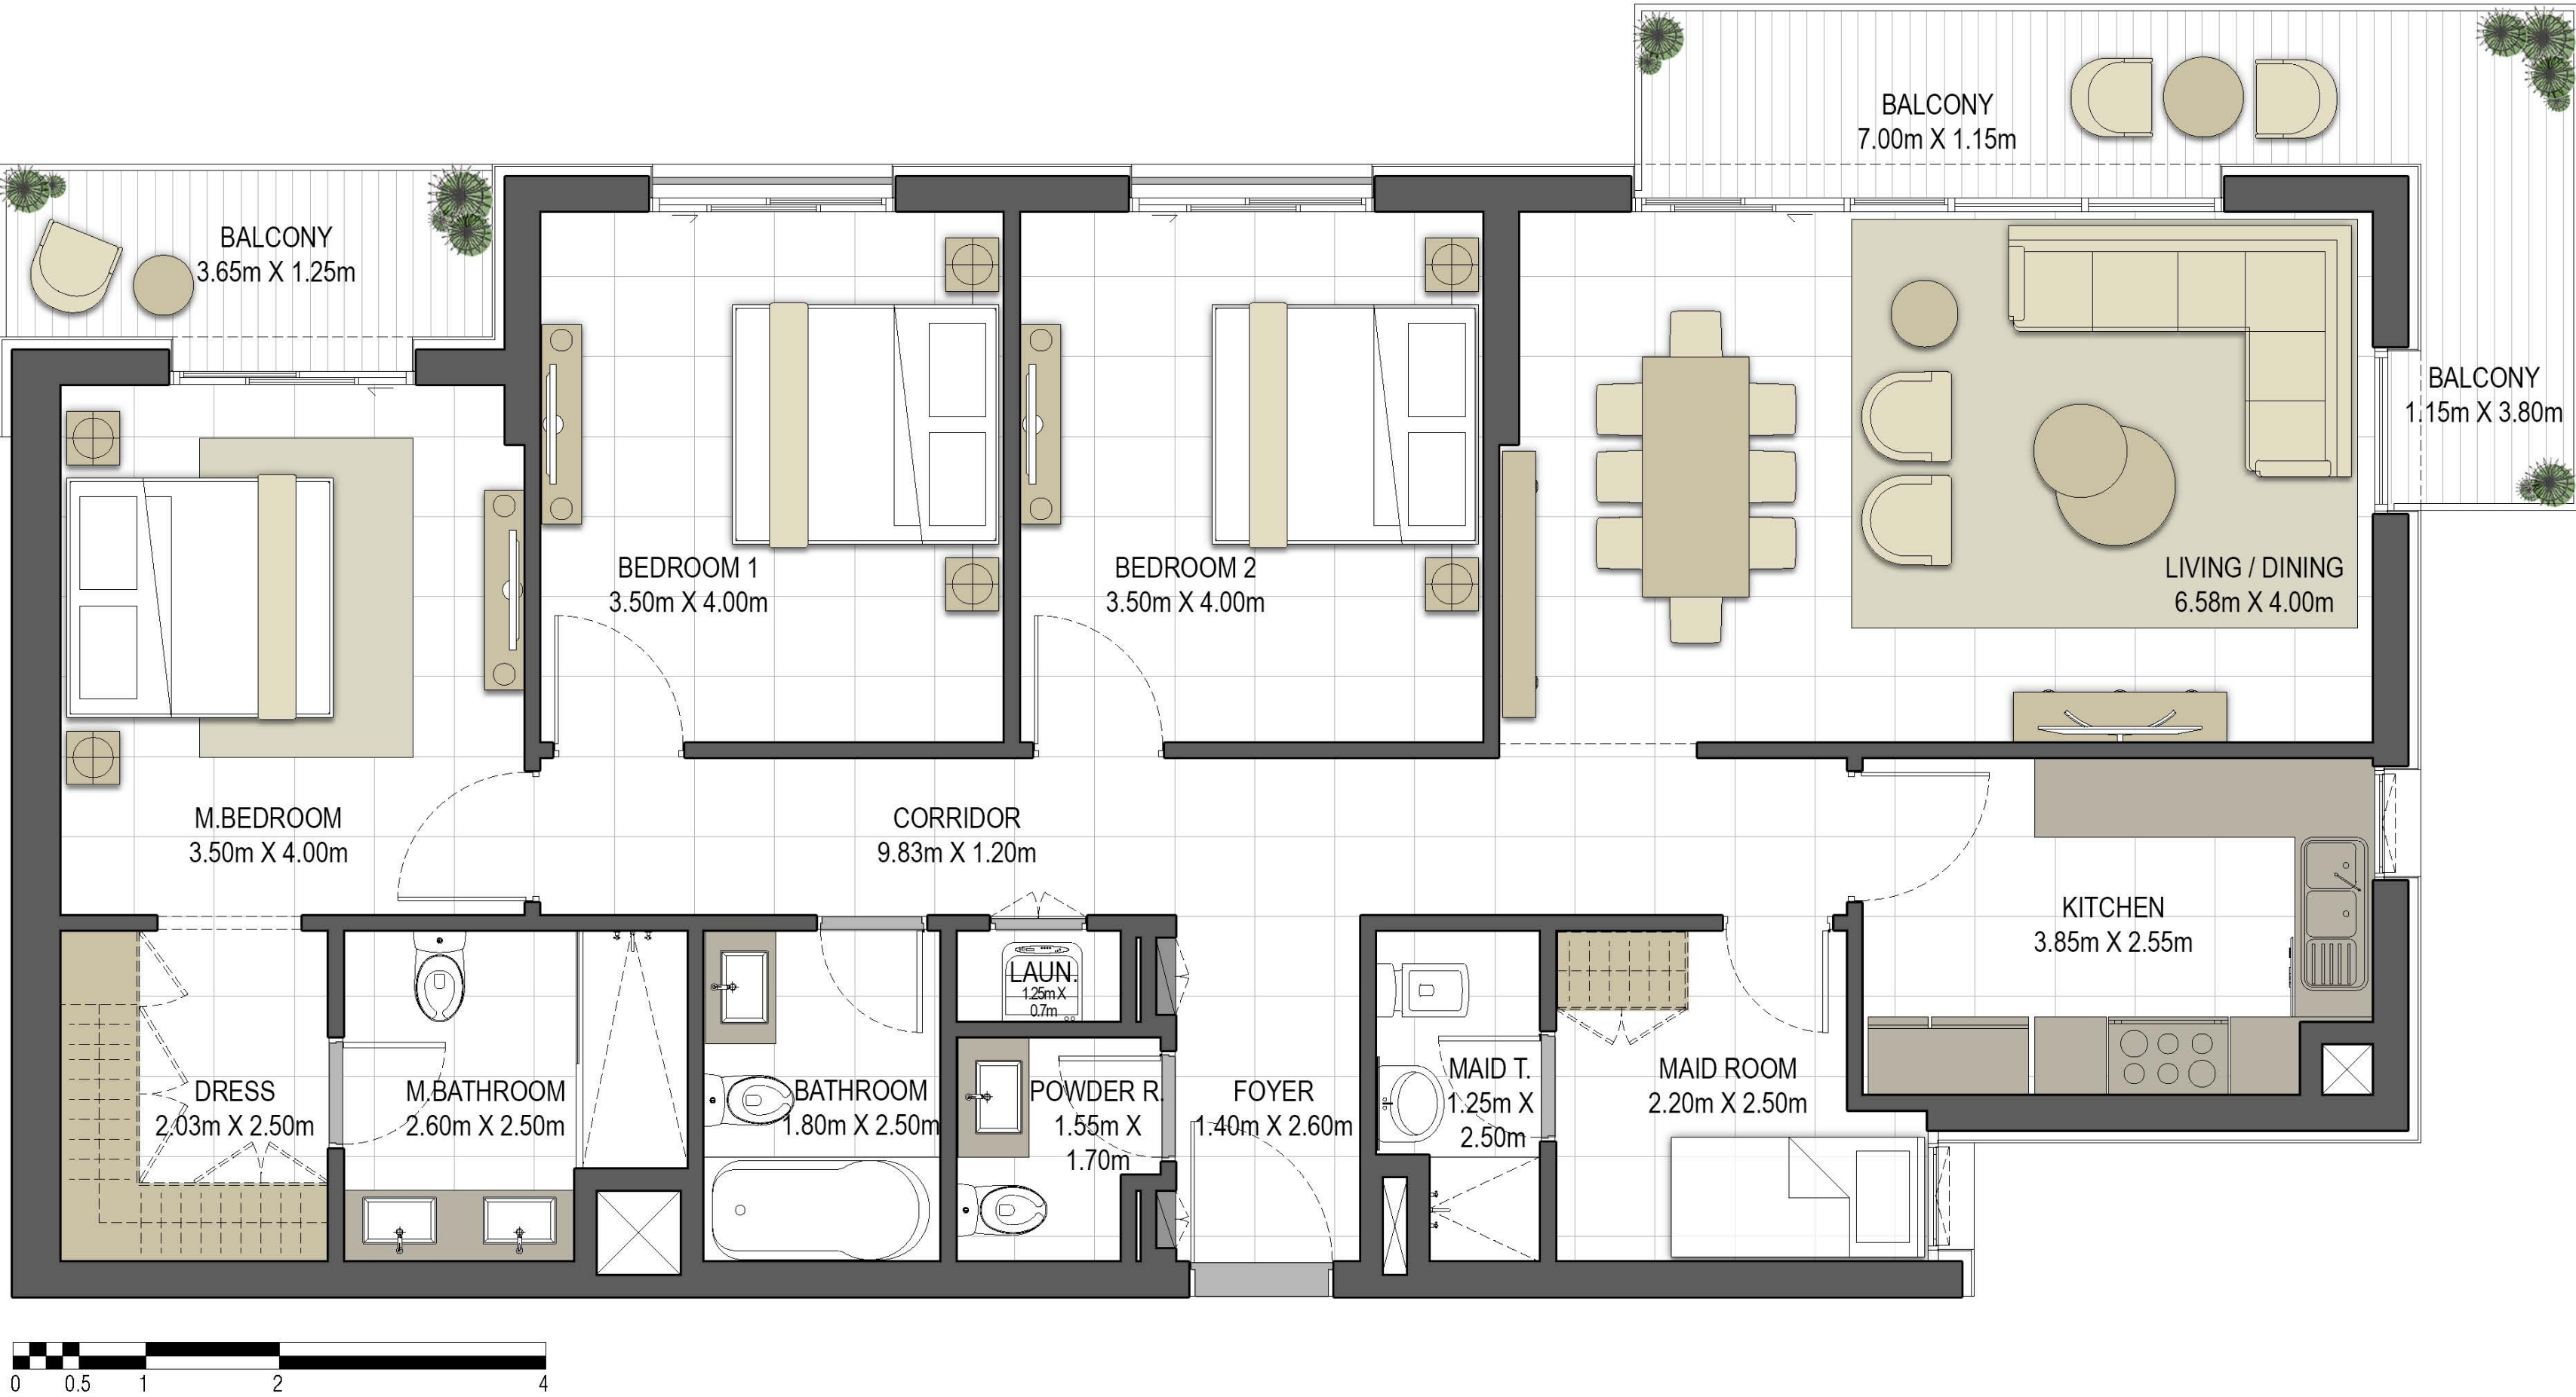 BALCONY
7.00m X 1.15m
BALCONY
3.65m X 1.25m
BALCONY
1.15m X 3.80m
BEDROOM 1
3.50m X 4.00m
BEDROOM 2
3.50m X 4.00m
LIVING / DINING
6.58m X 4.00m
M.BEDROOM
3.50m X 4.00m
CORRIDOR
9.83m X 1.20m
KITCHEN
3.85m X 2.55m
LAUN.
1.25m X
0.7m
DRESS
2.03m X 2.50m
M.BATHROOM
2.60m X 2.50m
BATHROOM
1.80m X 2.50m
POWDER R.
1.55m X
1.70m
FOYER
1.40m X 2.60m
MAID T.
1.25m X
2.50m
MAID ROOM
2.20m X 2.50m
0 0.5 1 2 4